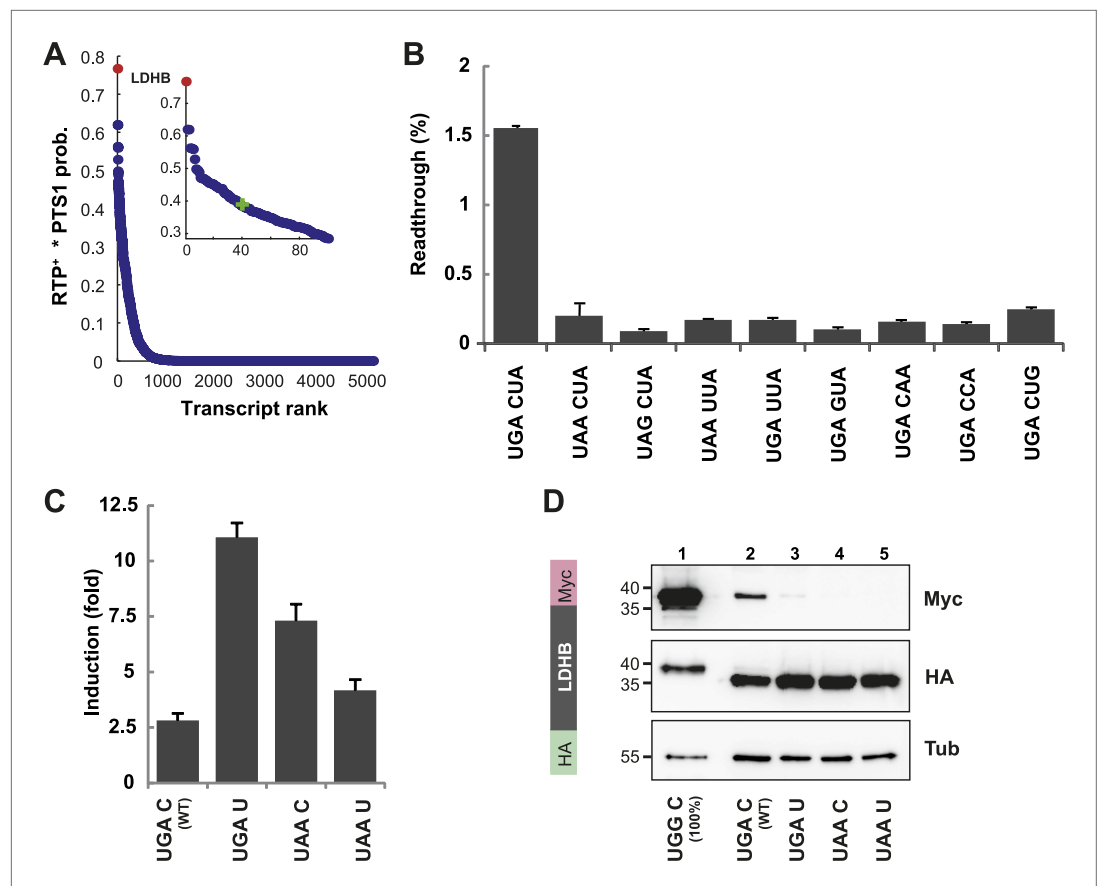 A
0.8
0.7
0.6
0.5
0.4
0.3
0.2
0.1
0
RTP+ * PTS1 prob.
LDHB
0.7
0.6
0.5
0.4
0.3
0 40 80
0 1000 2000 3000 4000 5000
Transcript rank
B
2
1.5
1
0.5
0
Readthrough (%)
UGA CUA
UAA CUA
UAG CUA
UAA UUA
UGA UUA
UGA GUA
UGA CAA
UGA CCA
UGA CUG
C
12.5
10
7.5
5
2.5
0
Induction (fold)
UGA C
(WT)
UGA U
UAA C
UAA U
D
Myc
LDHB
HA
1 2 3 4 5
40
35
Myc
40
35
HA
55
Tub
UGG C
(100%)
UGA C
(WT)
UGA U
UAA C
UAA U